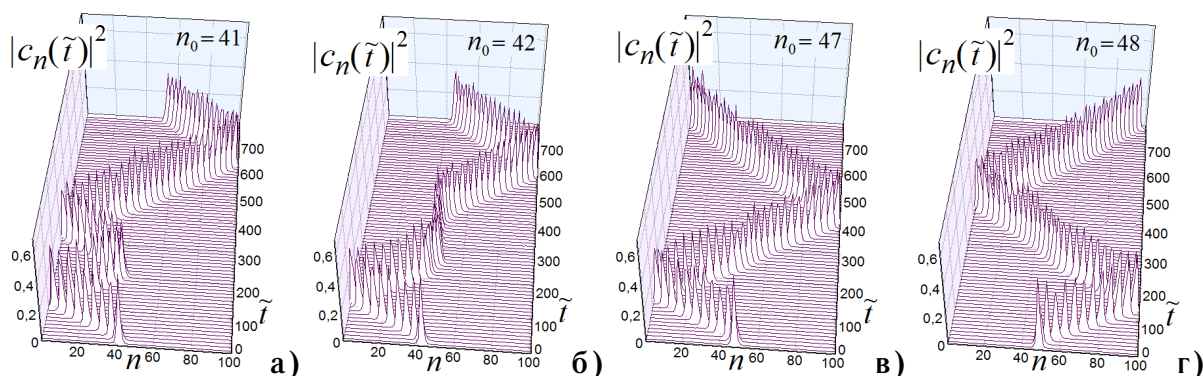 |c_n(t̃)|² n₀ = 41
0,6
0,4
0,2
0
0 20 40 60 80 100
n
0 100 200 300 400 500 600 700
t̃
а)
|c_n(t̃)|² n₀ = 42
0,6
0,4
0,2
0
20 40 60 80 100
n
0 100 200 300 400 500 600 700
t̃
б)
|c_n(t̃)|² n₀ = 47
0,6
0,4
0,2
0
20 40 60 80 100
n
0 100 200 300 400 500 600 700
t̃
в)
|c_n(t̃)|² n₀ = 48
0,6
0,4
0,2
0
20 40 60 80 100
n
0 100 200 300 400 500 600 700
t̃
г)